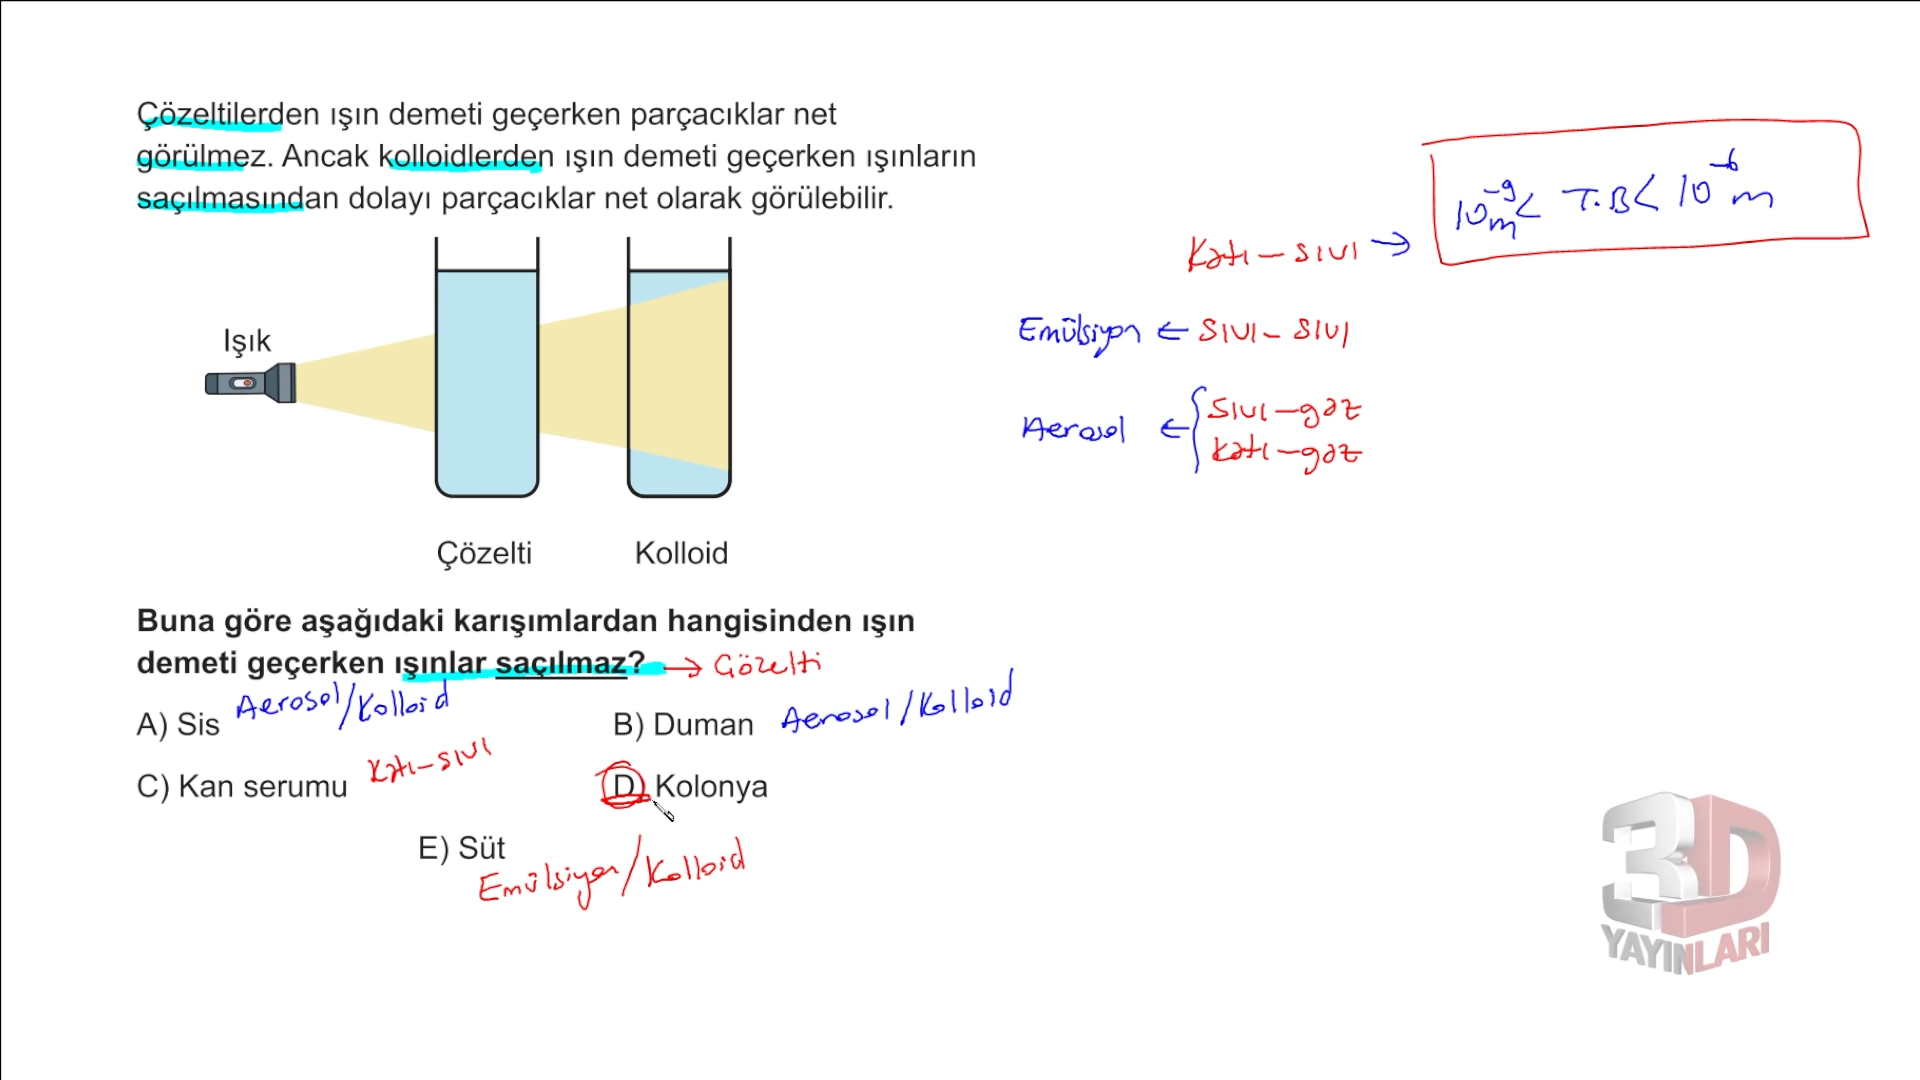 Çözeltilerden ışın demeti geçerken parçacıklar net
görülmez. Ancak kolloidlerden ışın demeti geçerken ışınların
saçılmasından dolayı parçacıklar net olarak görülebilir.
10⁻⁹m < T.B < 10⁻⁶ m
Katı – sıvı →
Emülsiyon ← sıvı – sıvı
Aerosol ← { sıvı – gaz
katı – gaz
Işık
Çözelti Kolloid
Buna göre aşağıdaki karışımlardan hangisinden ışın
demeti geçerken ışınlar saçılmaz? → Çözelti
A) Sis Aerosol/Kolloid B) Duman Aerosol/Kolloid
C) Kan serumu Katı–sıvı D) Kolonya
E) Süt
Emülsiyon/Kolloid
3D
YAYINLARI